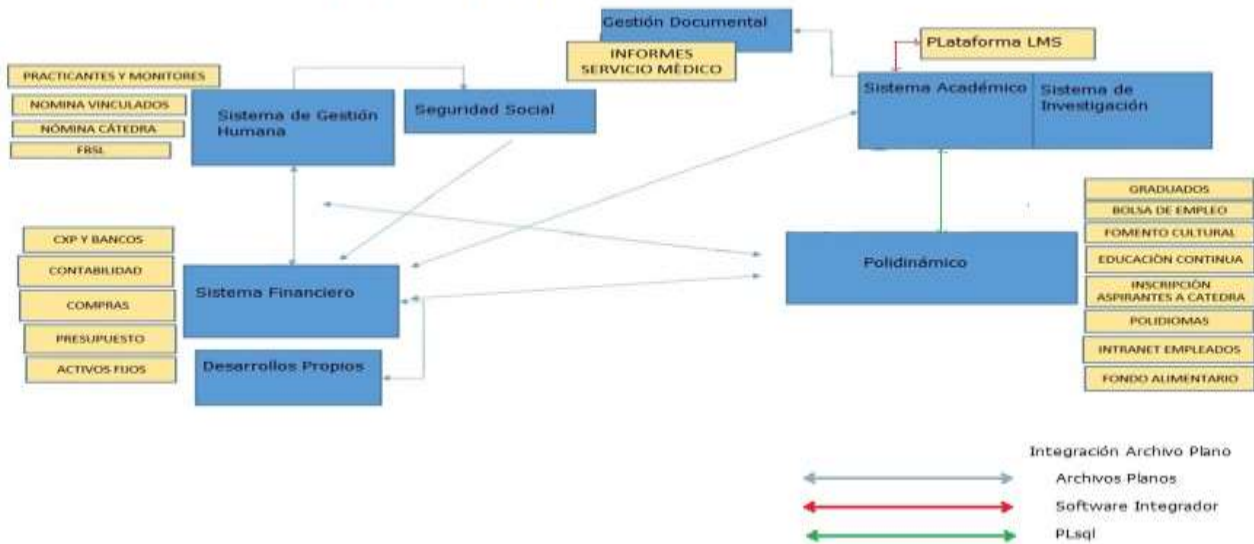 Gestión Documental
INFORMES
SERVICIO MÈDICO
PLataforma LMS
PRACTICANTES Y MONITORES
NOMINA VINCULADOS
NÓMINA CÁTEDRA
FRSL
Sistema de Gestión
Humana
Seguridad Social
Sistema Académico
Sistema de
Investigación
CXP Y BANCOS
CONTABILIDAD
COMPRAS
PRESUPUESTO
ACTIVOS FIJOS
Sistema Financiero
Desarrollos Propios
Polidinámico
GRADUADOS
BOLSA DE EMPLEO
FOMENTO CULTURAL
EDUCACIÒN CONTINUA
INSCRIPCIÓN
ASPIRANTES A CATEDRA
POLIDIOMAS
INTRANET EMPLEADOS
FONDO ALIMENTARIO
Integración Archivo Plano
Archivos Planos
Software Integrador
PLsql